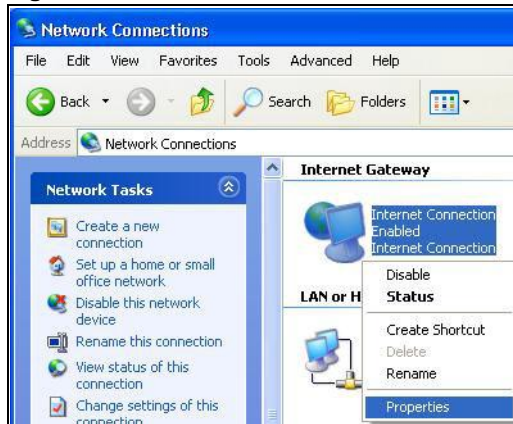 Network Connections
File Edit View Favorites Tools Advanced Help
Back Search Folders
Address Network Connections
Network Tasks
Create a new
connection
Set up a home or small
office network
Disable this network
device
Rename this connection
View status of this
connection
Change settings of this
connection
Internet Gateway
Internet Connection
Enabled
Internet Connection
LAN or H
Disable
Status
Create Shortcut
Delete
Rename
Properties